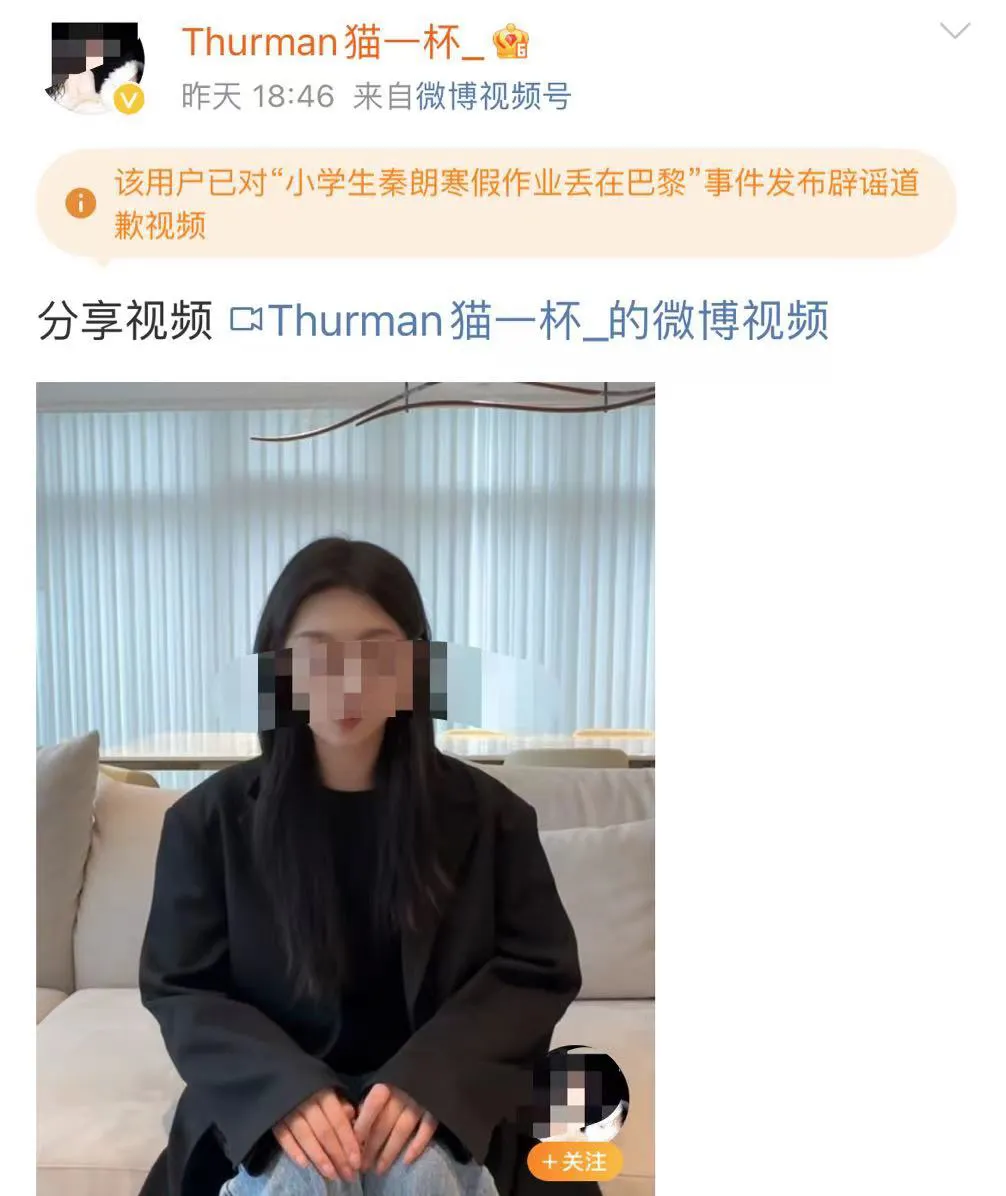 Thurman猫一杯_
昨天 18:46 来自微博视频号
该用户已对“小学生秦朗寒假作业丢在巴黎”事件发布辟谣道
歉视频
分享视频 Thurman猫一杯_的微博视频
+关注